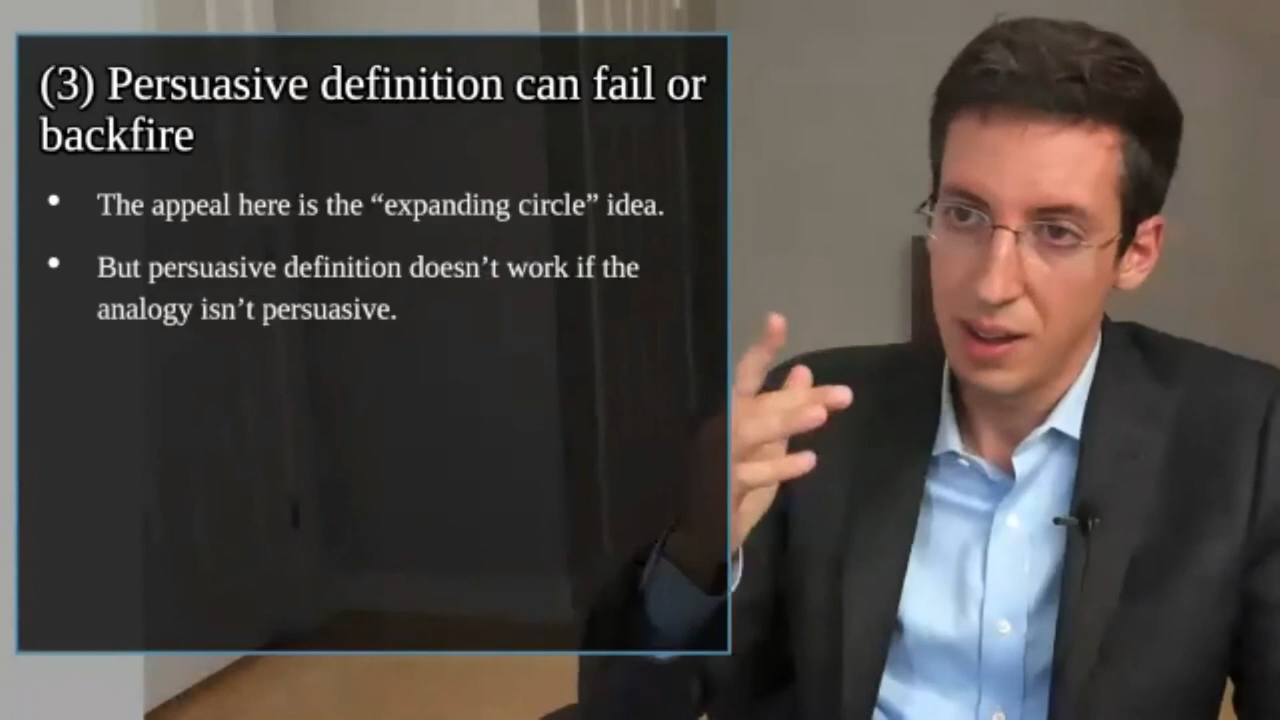 (3) Persuasive definition can fail or
backfire
• The appeal here is the “expanding circle” idea.
• But persuasive definition doesn’t work if the
analogy isn’t persuasive.